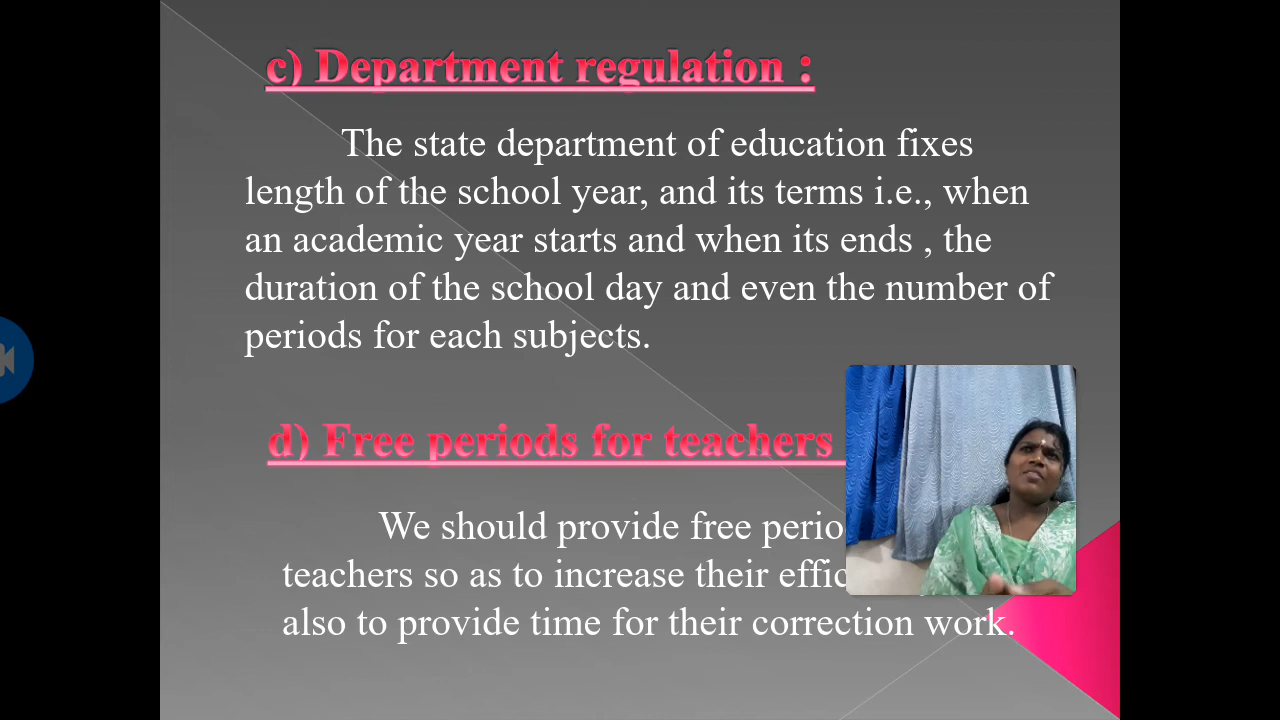 c) Department regulation :
The state department of education fixes
length of the school year, and its terms i.e., when
an academic year starts and when its ends , the
duration of the school day and even the number of
periods for each subjects.
d) Free periods for teachers
We should provide free
teachers so as to increase their
also to provide time for their correction work.